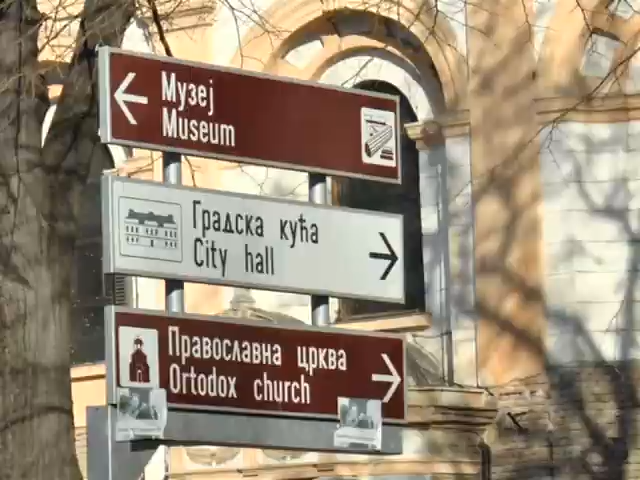 Музеј
Museum
Градска кућа
City hall
Православна црква
Ortodox church